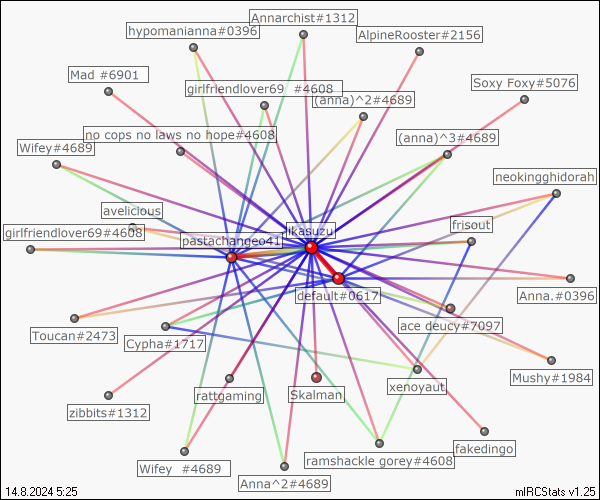 Annarchist#1312
hypomanianna#0396
AlpineRooster#2156
Mad #6901
Soxy Foxy#5076
girlfriendlover69 #4608
(anna)^2#4689
no cops no laws no hope#4608
(anna)^3#4689
Wifey#4689
neokingghidorah
avelicious
frisout
girlfriendlover69#4608
pastachangeo41
likasuzu
default#0617
Anna.#0396
ace deucy#7097
Toucan#2473
Cypha#1717
Mushy#1984
xenoyaut
rattgaming
Skalman
zibbits#1312
fakedingo
ramshackle gorey#4608
Wifey #4689
Anna^2#4689
14.8.2024 5:25
mIRCStats v1.25